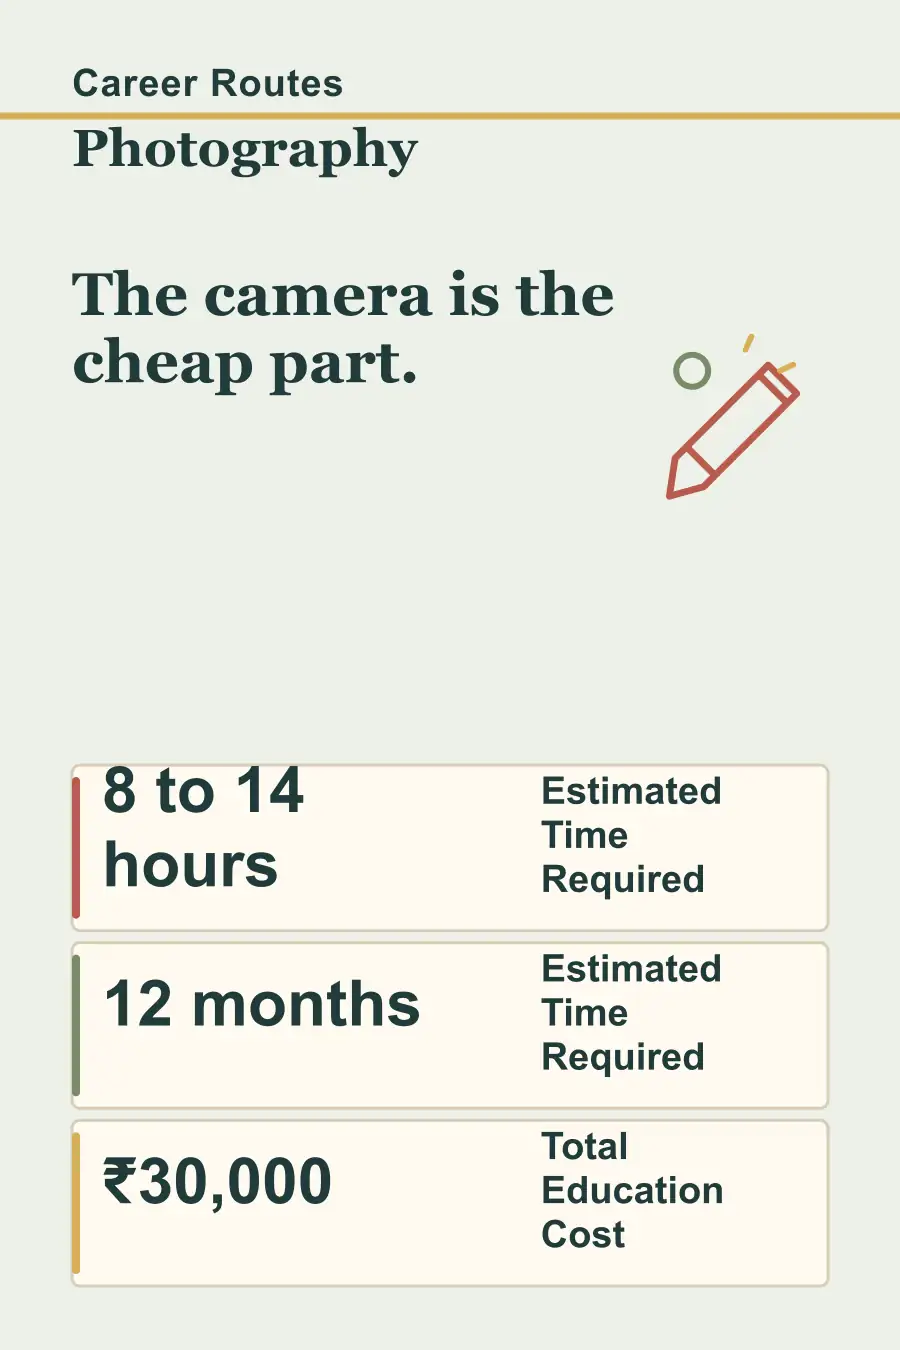 Career Routes
Photography
The camera is the
cheap part.
8 to 14
hours
Estimated
Time
Required
12 months
Estimated
Time
Required
₹30,000
Total
Education
Cost